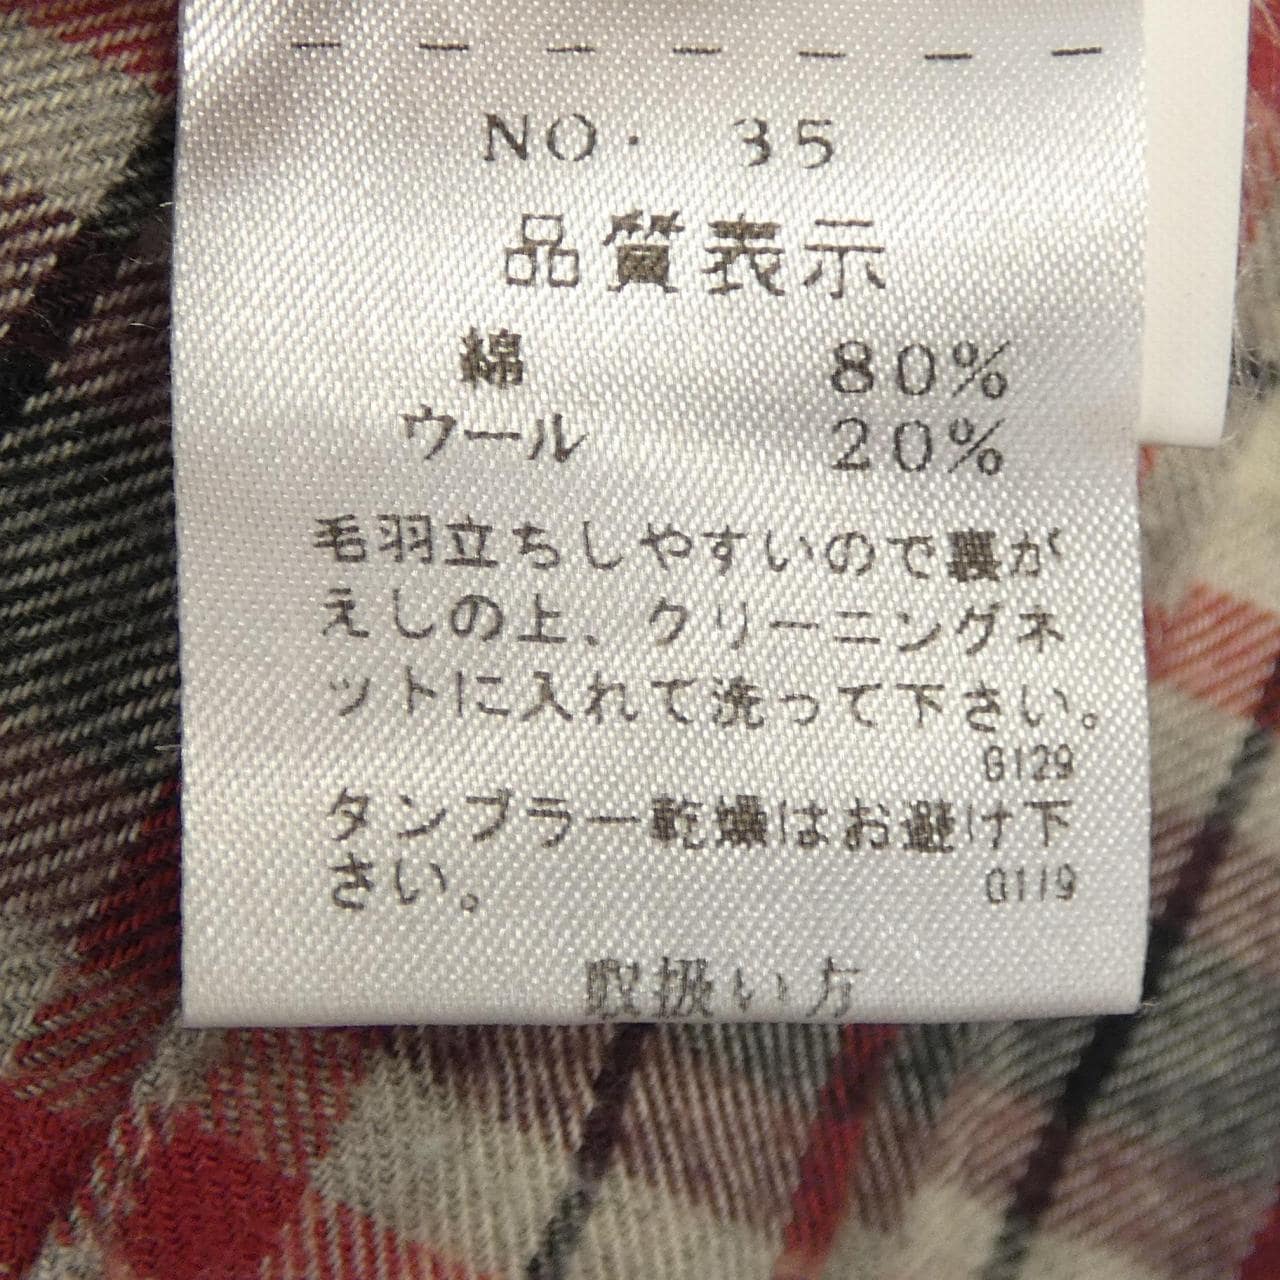 NO. 35
品質表示
綿 80%
ウール 20%
毛羽立ちしやすいので裏が
えしの上、クリーニングネ
ットに入れて洗って下さい。
0129
タンブラー乾燥はお避け下
さい。
0119
取扱い方